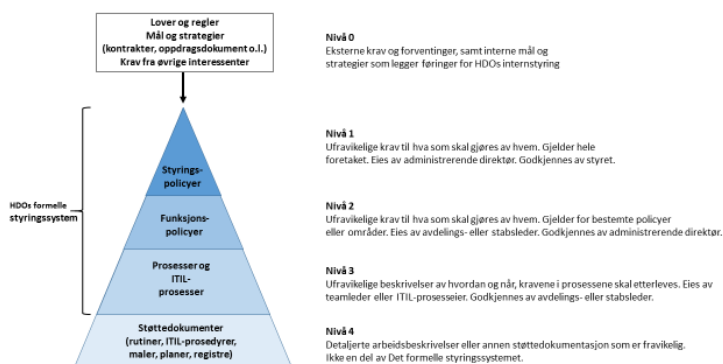 Lover og regler
Mål og strategier
(kontrakter, oppdragsdokument o.l.)
Krav fra øvrige interessenter
Nivå 0
Eksterne krav og forventinger, samt interne mål og
strategier som legger føringer for HDOs internstyring
Nivå 1
Ufravikelige krav til hva som skal gjøres av hvem. Gjelder hele
foretaket. Eies av administrerende direktør. Godkjennes av styret.
Styrings-
policyer
HDOs formelle
styringssystem
Nivå 2
Ufravikelige krav til hva som skal gjøres av hvem. Gjelder for bestemte policyer
eller områder. Eies av avdelings- eller stabsleder. Godkjennes av administrerende direktør.
Funksjons-
policyer
Nivå 3
Ufravikelige beskrivelser av hvordan og når, kravene i prosessene skal etterleves. Eies av
teamleder eller ITIL-prosesseier. Godkjennes av avdelings- eller stabsleder.
Prosesser og
ITIL-
prosesser
Nivå 4
Detaljerte arbeidsbeskrivelser eller annen støttedokumentasjon som er fravikelig.
Ikke en del av Det formelle styringssystemet.
Støttedokumenter
(rutiner, ITIL-prosedyrer,
maler, planer, registre)